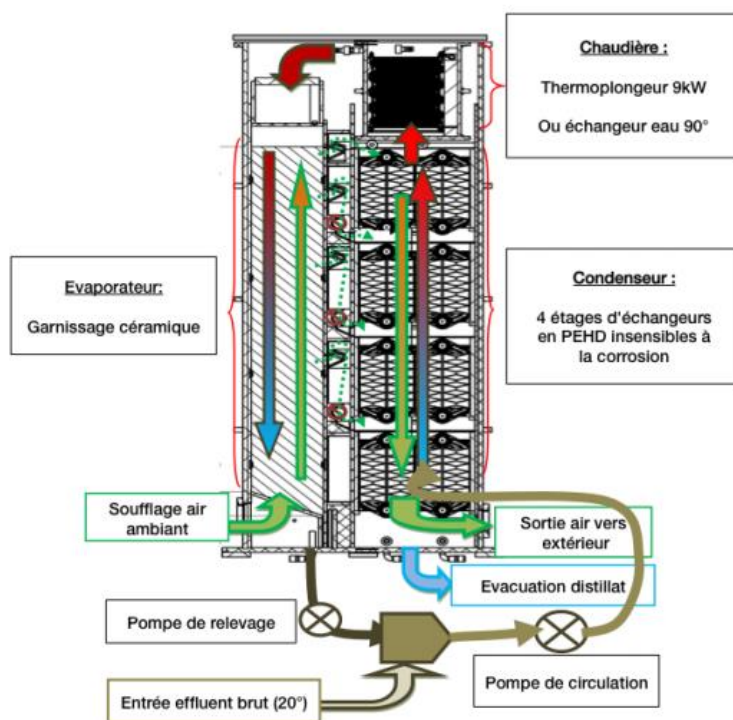 Chaudière :
Thermoplongeur 9kW
Ou échangeur eau 90°
Evaporateur:
Garnissage céramique
Condenseur :
4 étages d'échangeurs
en PEHD insensibles à
la corrosion
Soufflage air
ambiant
Sortie air vers
extérieur
Evacuation distillat
Pompe de relevage
Pompe de circulation
Entrée effluent brut (20°)